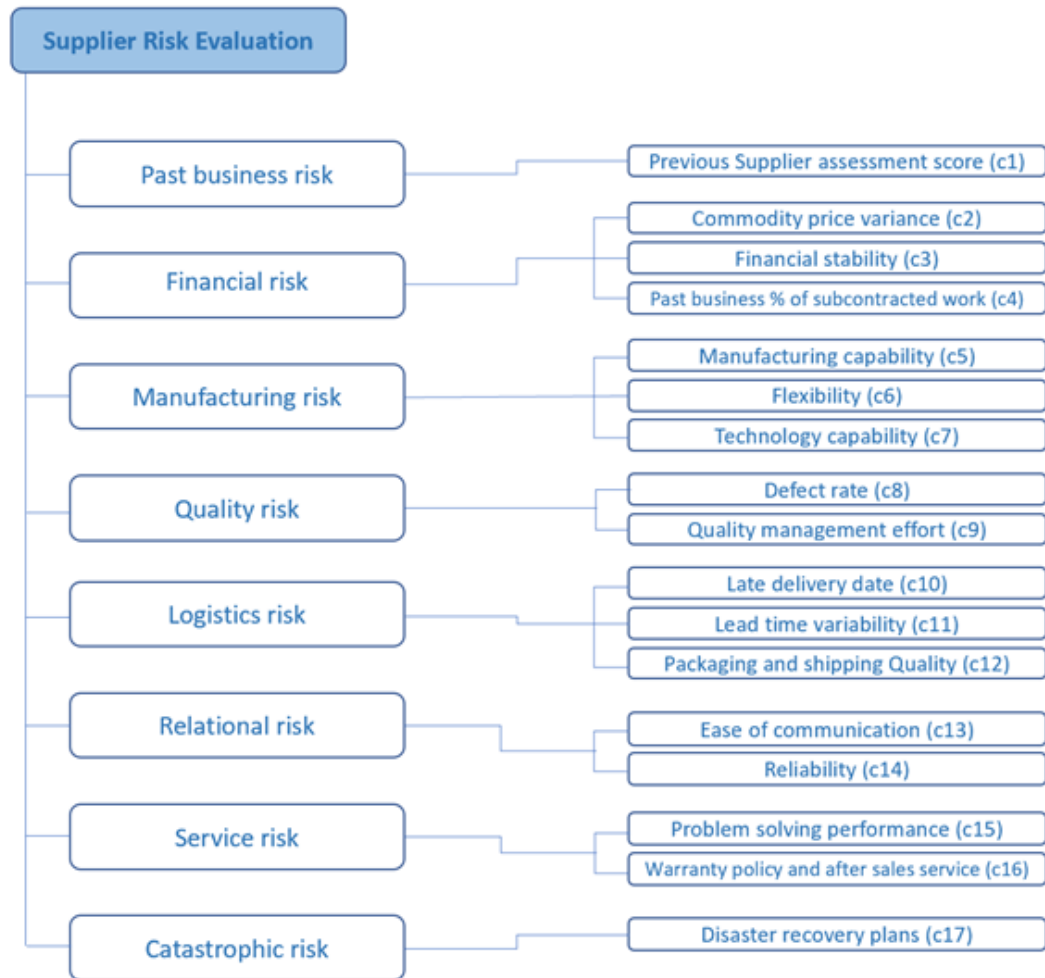 Supplier Risk Evaluation
Past business risk
Previous Supplier assessment score (c1)
Financial risk
Commodity price variance (c2)
Financial stability (c3)
Past business % of subcontracted work (c4)
Manufacturing risk
Manufacturing capability (c5)
Flexibility (c6)
Technology capability (c7)
Quality risk
Defect rate (c8)
Quality management effort (c9)
Logistics risk
Late delivery date (c10)
Lead time variability (c11)
Packaging and shipping Quality (c12)
Relational risk
Ease of communication (c13)
Reliability (c14)
Service risk
Problem solving performance (c15)
Warranty policy and after sales service (c16)
Catastrophic risk
Disaster recovery plans (c17)